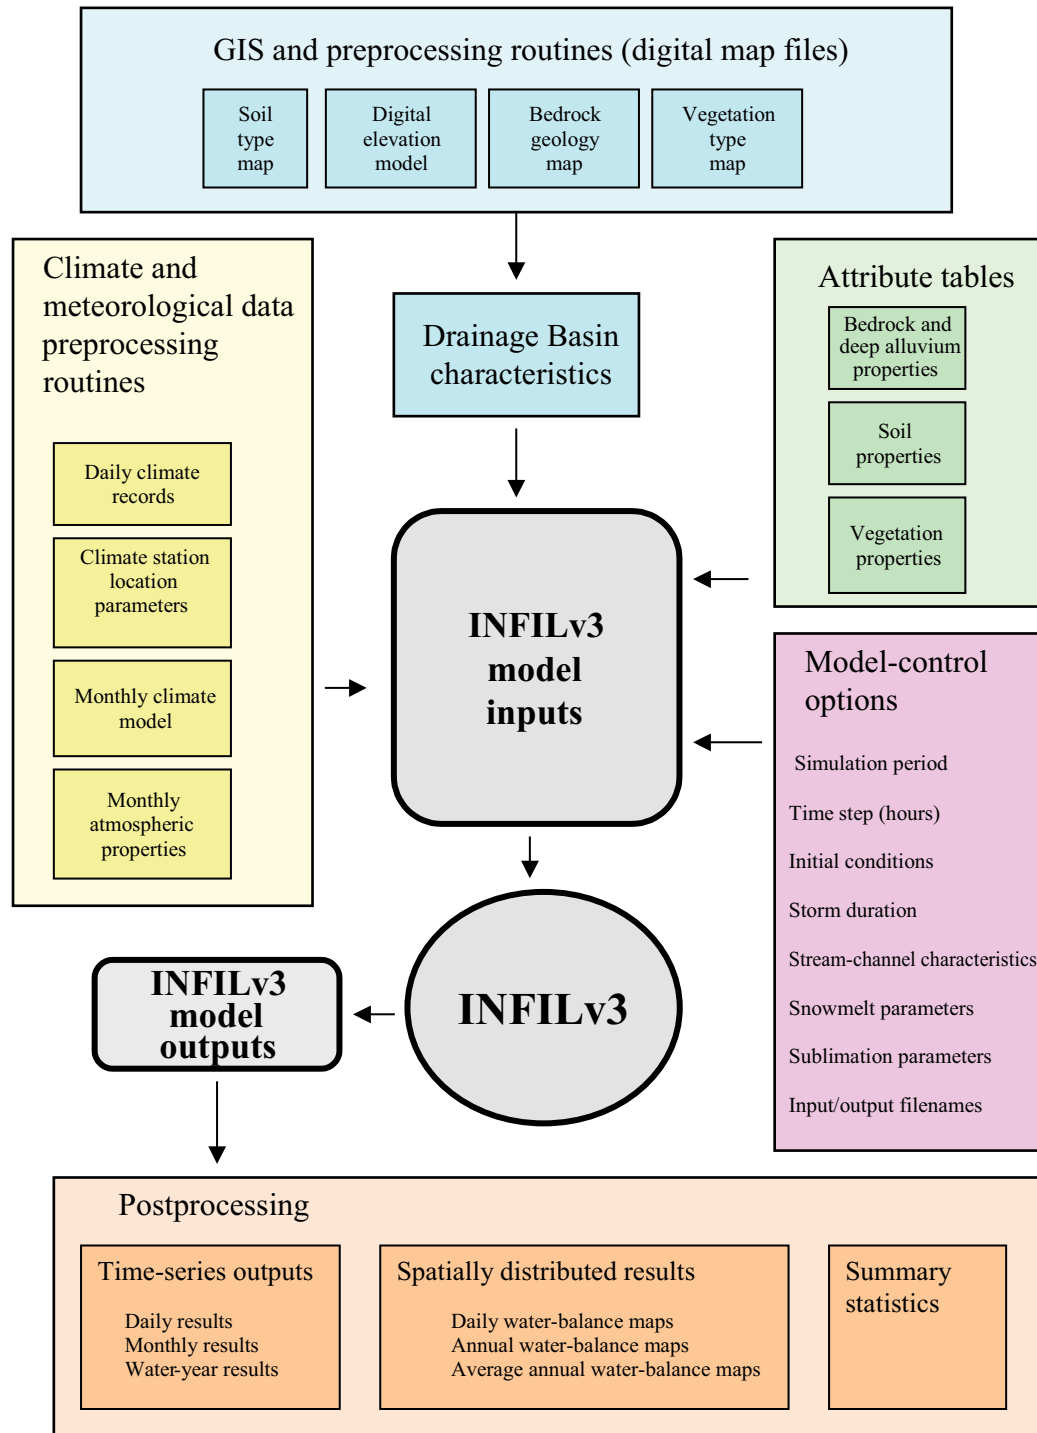 GIS and preprocessing routines (digital map files)
Soil
type
map
Digital
elevation
model
Bedrock
geology
map
Vegetation
type
map
Climate and
meteorological data
preprocessing
routines
Daily climate
records
Climate station
location
parameters
Monthly climate
model
Monthly
atmospheric
properties
Drainage Basin
characteristics
Attribute tables
Bedrock and
deep alluvium
properties
Soil
properties
Vegetation
properties
INFILv3
model
inputs
Model-control
options
Simulation period
Time step (hours)
Initial conditions
Storm duration
Stream-channel characteristics
Snowmelt parameters
Sublimation parameters
Input/output filenames
INFILv3
INFILv3
model
outputs
Postprocessing
Time-series outputs
Daily results
Monthly results
Water-year results
Spatially distributed results
Daily water-balance maps
Annual water-balance maps
Average annual water-balance maps
Summary
statistics